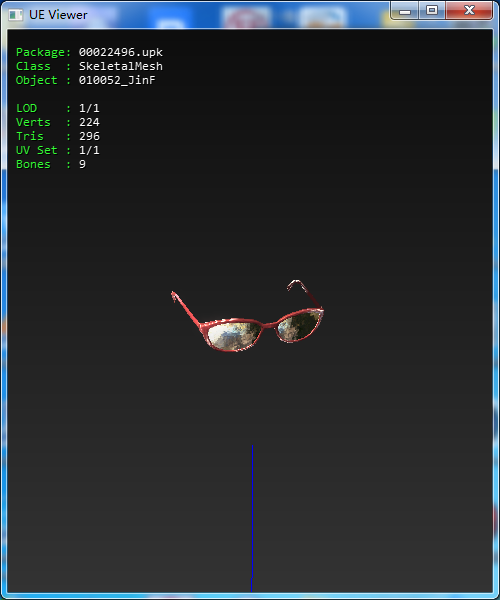 UE Viewer
Package: 00022496.upk
Class : SkeletalMesh
Object : 010052_JinF
LOD : 1/1
Verts : 224
Tris : 296
UV Set : 1/1
Bones : 9